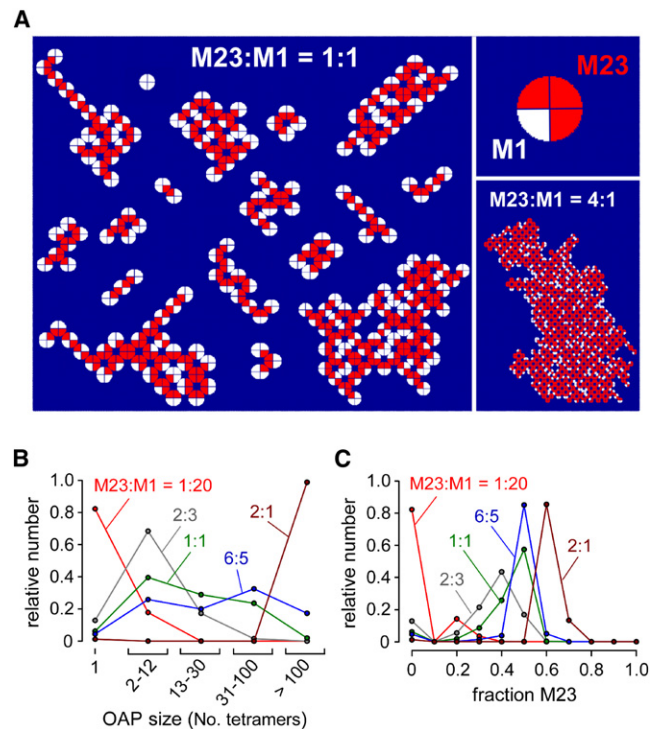 A
M23:M1 = 1:1
M23
M1
M23:M1 = 4:1
B
relative number
1.0
0.8
0.6
0.4
0.2
0
M23:M1 = 1:20
2:3
1:1
6:5
2:1
1
2-12
13-30
31-100
> 100
OAP size (No. tetramers)
C
relative number
1.0
0.8
0.6
0.4
0.2
0
M23:M1 = 1:20
6:5
1:1
2:3
2:1
0
0.2
0.4
0.6
0.8
1.0
fraction M23